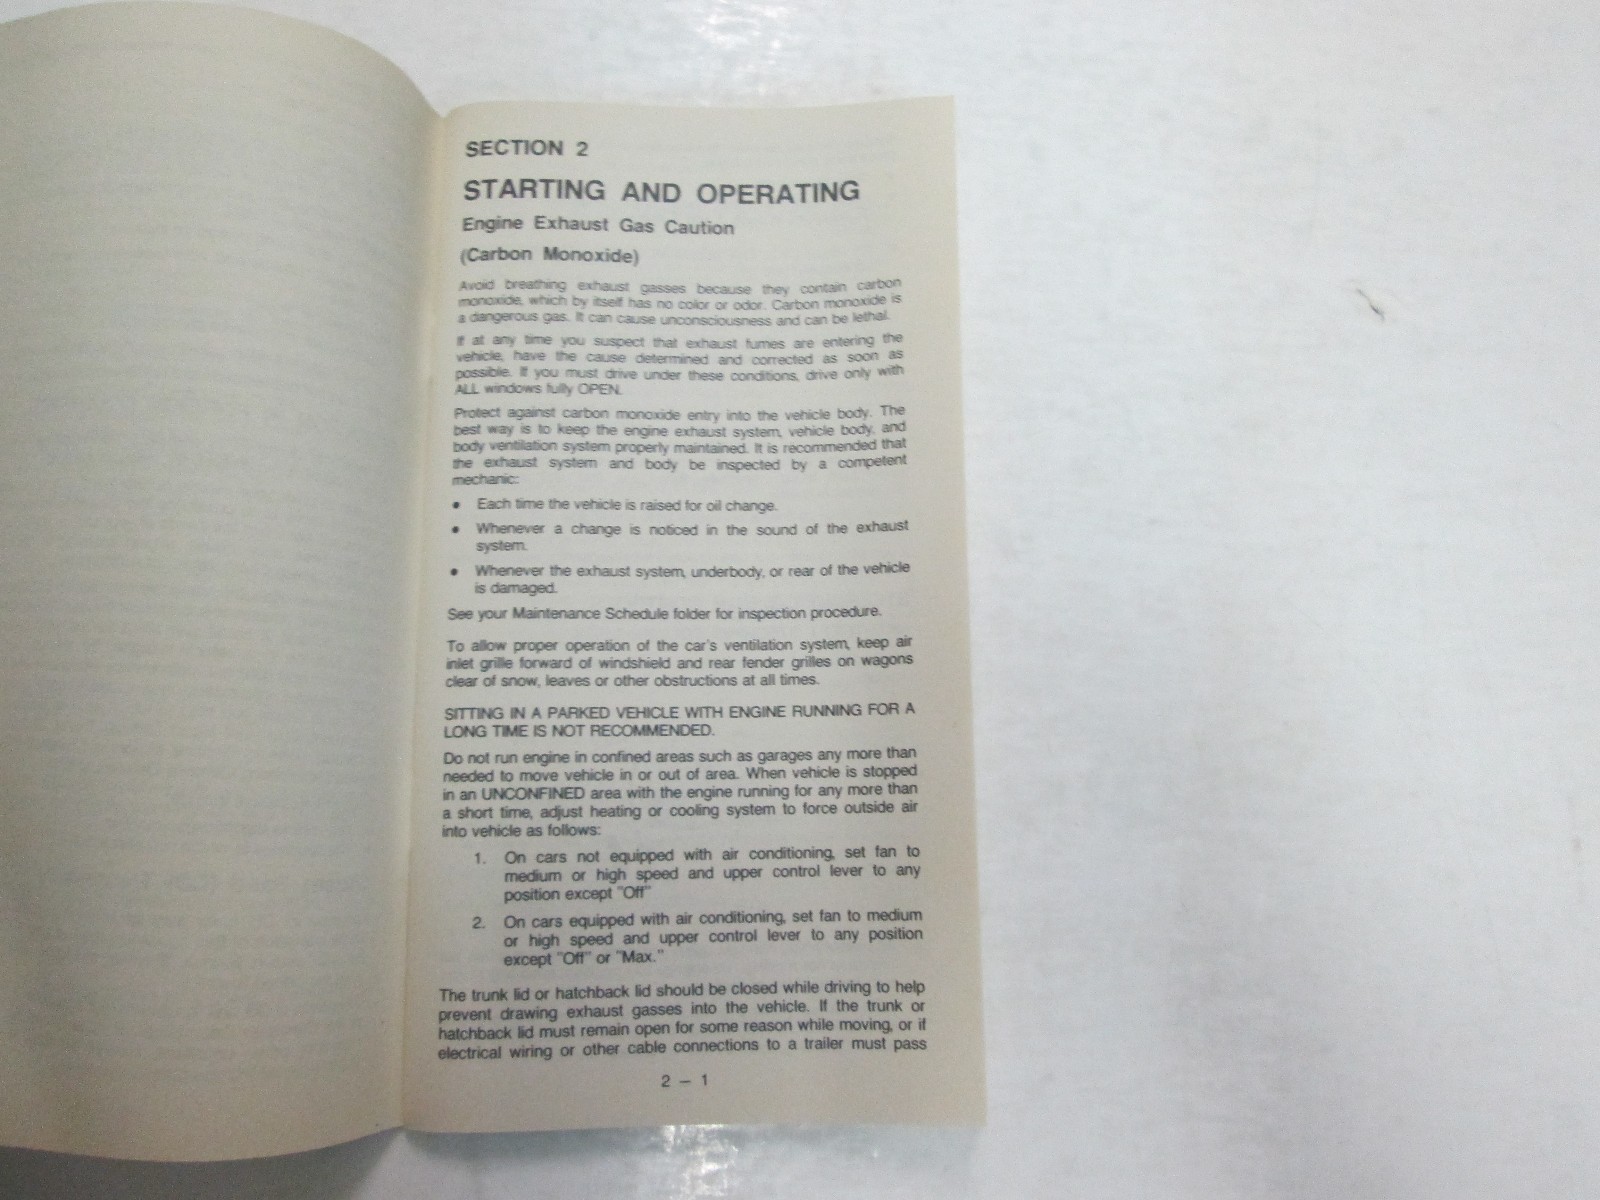 SECTION 2
STARTING AND OPERATING
Engine Exhaust Gas Caution
(Carbon Monoxide)
Avoid breathing exhaust gasses because they contain carbon
monoxide, which by itself has no color or odor. Carbon monoxide is
a dangerous gas. It can cause unconsciousness and can be lethal.
If at any time you suspect that exhaust fumes are entering the
vehicle, have the cause determined and corrected as soon as
possible. If you must drive under these conditions, drive only with
ALL windows fully OPEN.
Protect against carbon monoxide entry into the vehicle body. The
best way is to keep the engine exhaust system, vehicle body, and
body ventilation system properly maintained. It is recommended that
the exhaust system and body be inspected by a competent
mechanic:
• Each time the vehicle is raised for oil change.
• Whenever a change is noticed in the sound of the exhaust
system.
• Whenever the exhaust system, underbody, or rear of the vehicle
is damaged.
See your Maintenance Schedule folder for inspection procedure.
To allow proper operation of the car's ventilation system, keep air
inlet grille forward of windshield and rear fender grilles on wagons
clear of snow, leaves or other obstructions at all times.
SITTING IN A PARKED VEHICLE WITH ENGINE RUNNING FOR A
LONG TIME IS NOT RECOMMENDED.
Do not run engine in confined areas such as garages any more than
needed to move vehicle in or out of area. When vehicle is stopped
in an UNCONFINED area with the engine running for any more than
a short time, adjust heating or cooling system to force outside air
into vehicle as follows:
1. On cars not equipped with air conditioning, set fan to
medium or high speed and upper control lever to any
position except "Off"
2. On cars equipped with air conditioning, set fan to medium
or high speed and upper control lever to any position
except "Off" or "Max."
The trunk lid or hatchback lid should be closed while driving to help
prevent drawing exhaust gasses into the vehicle. If the trunk or
hatchback lid must remain open for some reason while moving, or if
electrical wiring or other cable connections to a trailer must pass
2 – 1